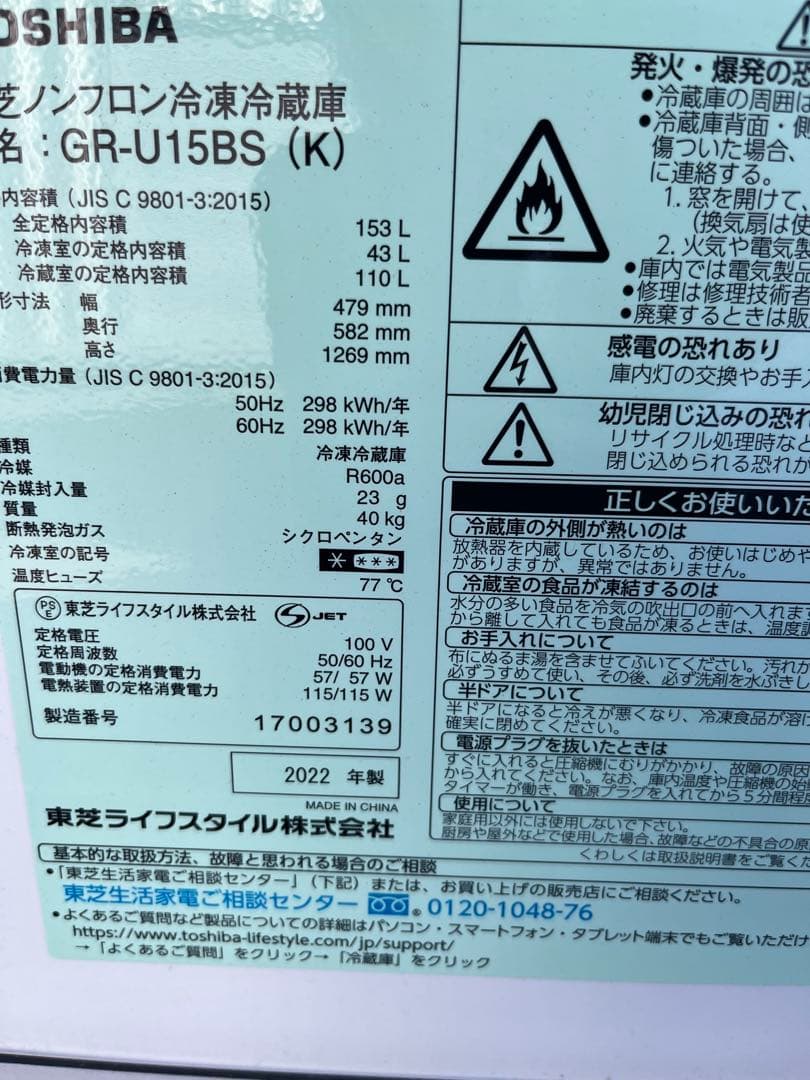 OSHIBA
芝ノンフロン冷凍冷蔵庫
名：GR-U15BS（K）
内容積（JIS C 9801-3:2015）
全定格内容積 153 L
冷凍室の定格内容積 43 L
冷蔵室の定格内容積 110 L
形寸法 幅 479 mm
奥行 582 mm
高さ 1269 mm
費電力量（JIS C 9801-3:2015）
50Hz 298 kWh/年
60Hz 298 kWh/年
種類 冷凍冷蔵庫
冷媒 R600a
冷媒封入量 23 g
質量 40 kg
断熱発泡ガス シクロペンタン
冷凍室の記号 * ***
温度ヒューズ 77 ℃
PSE 東芝ライフスタイル株式会社 S JET
定格電圧 100 V
定格周波数 50/60 Hz
電動機の定格消費電力 57/ 57 W
電熱装置の定格消費電力 115/115 W
製造番号 17003139
2022 年製
MADE IN CHINA
東芝ライフスタイル株式会社
発火・爆発の恐
●冷蔵庫の周囲は
●冷蔵庫背面・側
傷ついた場合、
に連絡する。
1. 窓を開けて、
（換気扇は使
2. 火気や電気製
●庫内では電気製品
●修理は修理技術者
●廃棄するときは販
感電の恐れあり
庫内灯の交換やお手入
幼児閉じ込みの恐れ
リサイクル処理時など
閉じ込められる恐れが
正しくお使いいた
冷蔵庫の外側が熱いのは
放熱器を内蔵しているため、お使いはじめや
がありますが、異常ではありません。
冷蔵室の食品が凍結するのは
水分の多い食品を冷気の吹出口の前へ入れます
から離して入れても食品が凍るときは、温度調
お手入れについて
布にぬるま湯を含ませてふいてください。汚れか
必ずうすめて使い、その後、必ず洗剤を水ぶきし
半ドアについて
半ドアになると冷えが悪くなり、冷凍食品が溶け
確実に閉めてください。
電源プラグを抜いたときは
すぐに入れると圧縮機にむりがかかり、故障の原因
から入れてください。なお、庫内温度や圧縮機の始
タイマーが働き、電源プラグを入れてから５分間程
使用について
家庭用以外には使用しないで下さい。
厨房や屋外などで使用した場合、故障などの不具合の原
くわしくは取扱説明書をご覧くだ
基本的な取扱方法、故障と思われる場合のご相談
●「東芝生活家電ご相談センター」（下記）または、お買い上げの販売店にご相談ください。
東芝生活家電ご相談センター ® 0120-1048-76
●よくあるご質問など製品についての詳細はパソコン・スマートフォン・タブレット端末でもご覧いただけ
https://www.toshiba-lifestyle.com/jp/support/
→「よくあるご質問」をクリック→「冷蔵庫」をクリック